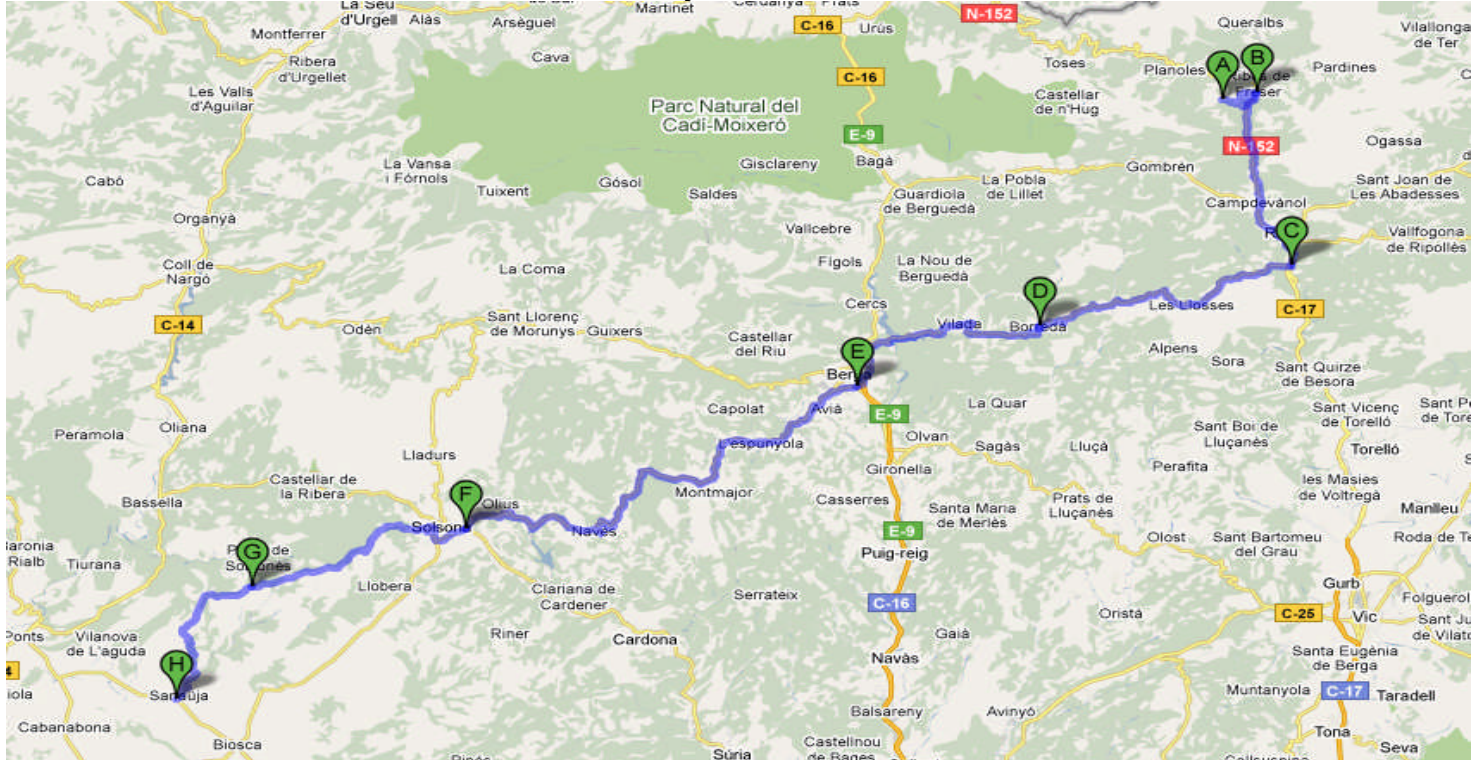 La Seu
d'Urgell
Alàs
Arsèguel
Martinet
C-16
Urús
N-152
Queralbs
Vilallonga
de Ter
Montferrer
Ribera
d'Urgellet
Cava
C-16
Toses
Planoles
A
B
Pardines
Les Valls
d'Aguilar
Parc Natural del
Cadí-Moixeró
Castellar
de n'Hug
E-9
N-152
Ogassa
La Vansa
i Fórnols
Tuixent
Gósol
Gisclareny
Saldes
Bagà
Gombrèn
Cabó
Guardiola
de Berguedà
La Pobla
de Lillet
Sant Joan de
Les Abadesses
Organyà
Campdevànol
Vallcebre
C
Vallfogona
de Ripollès
Coll de
Nargó
La Coma
Fígols
La Nou de
Berguedà
D
Cercs
Les Llosses
C-17
C-14
Odèn
Sant Llorenç
de Morunys
Guixers
Vilada
Borredà
Castellar
del Riu
E
Alpens
Sora
Sant Quirze
de Besora
Capolat
Avià
La Quar
E-9
Sant Vicenç
de Torelló
Peramola
Oliana
L'espunyola
Olvan
Sagàs
Lluçà
Sant Boi de
Lluçanès
Torelló
Lladurs
Gironella
Perafita
Castellar de
la Ribera
Bassella
F
Olius
Montmajor
Casserres
Santa Maria
de Merlès
Prats de
Lluçanès
les Masies
de Voltregà
Manlleu
Solsona
Navès
E-9
Olost
Sant Bartomeu
del Grau
Rialb
Tiurana
G
Puig-reig
Llobera
Clariana de
Cardener
Serrateix
C-16
Gurb
Oristà
C-25
Vic
Ponts
Vilanova
de L'aguda
Riner
Cardona
Gaià
Santa Eugènia
de Berga
H
Navàs
Muntanyola
C-17
Taradell
Sanaüja
Cabanabona
Balsareny
Avinyó
Biosca
Tona
Seva
Súria
Castellnou
de Bages